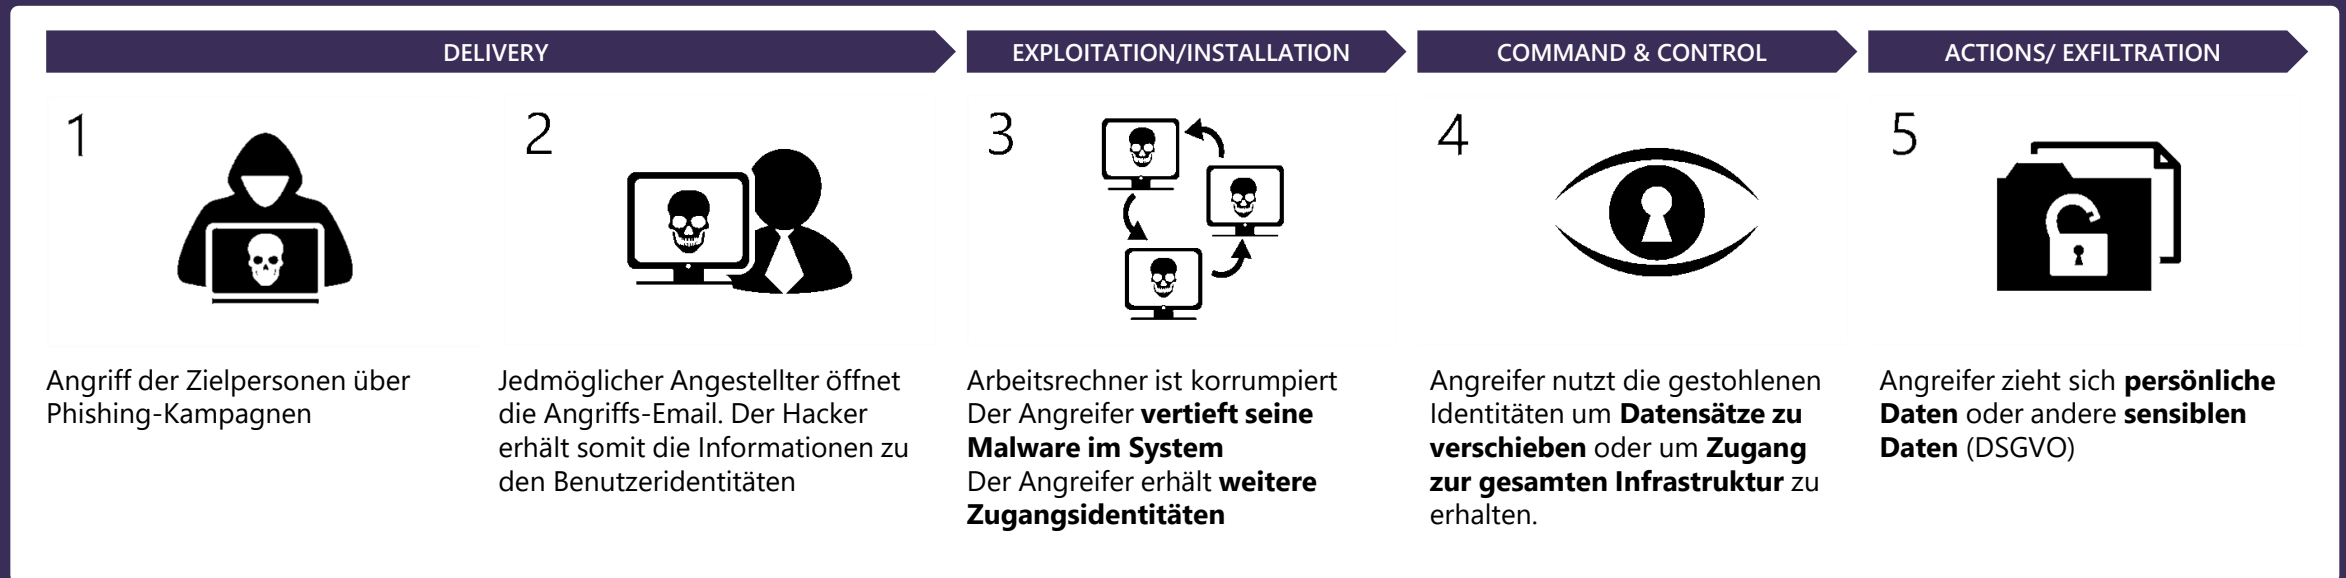 DELIVERY
EXPLOITATION/INSTALLATION
COMMAND & CONTROL
ACTIONS/ EXFILTRATION
1
Angriff der Zielpersonen über
Phishing-Kampagnen
2
Jedmöglicher Angestellter öffnet
die Angriffs-Email. Der Hacker
erhält somit die Informationen zu
den Benutzeridentitäten
3
Arbeitsrechner ist korrumpiert
Der Angreifer vertieft seine
Malware im System
Der Angreifer erhält weitere
Zugangsidentitäten
4
Angreifer nutzt die gestohlenen
Identitäten um Datensätze zu
verschieben oder um Zugang
zur gesamten Infrastruktur zu
erhalten.
5
Angreifer zieht sich persönliche
Daten oder andere sensiblen
Daten (DSGVO)